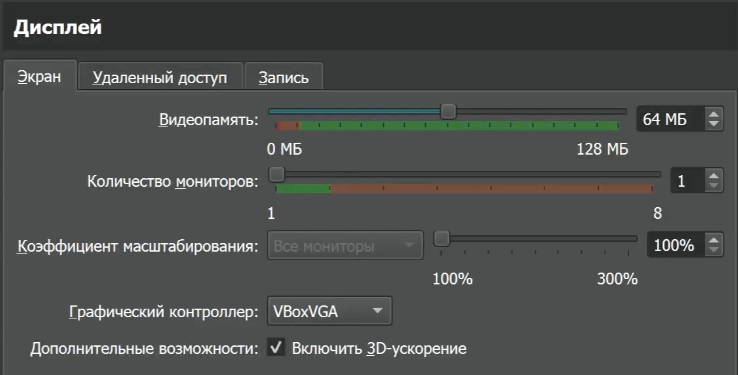 Дисплей
Экран Удаленный доступ Запись
Видеопамять: 64 МБ
0 МБ 128 МБ
Количество мониторов: 1
1 8
Коэффициент масштабирования: Все мониторы 100%
100% 300%
Графический контроллер: VBoxVGA
Дополнительные возможности: Включить 3D-ускорение